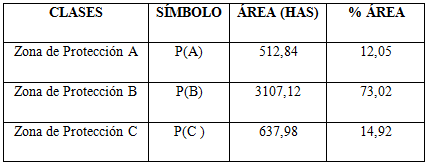 CLASES SÍMBOLO ÁREA (HAS) % ÁREA
Zona de Protección A P(A) 512,84 12,05
Zona de Protección B P(B) 3107,12 73,02
Zona de Protección C P(C ) 637,98 14,92